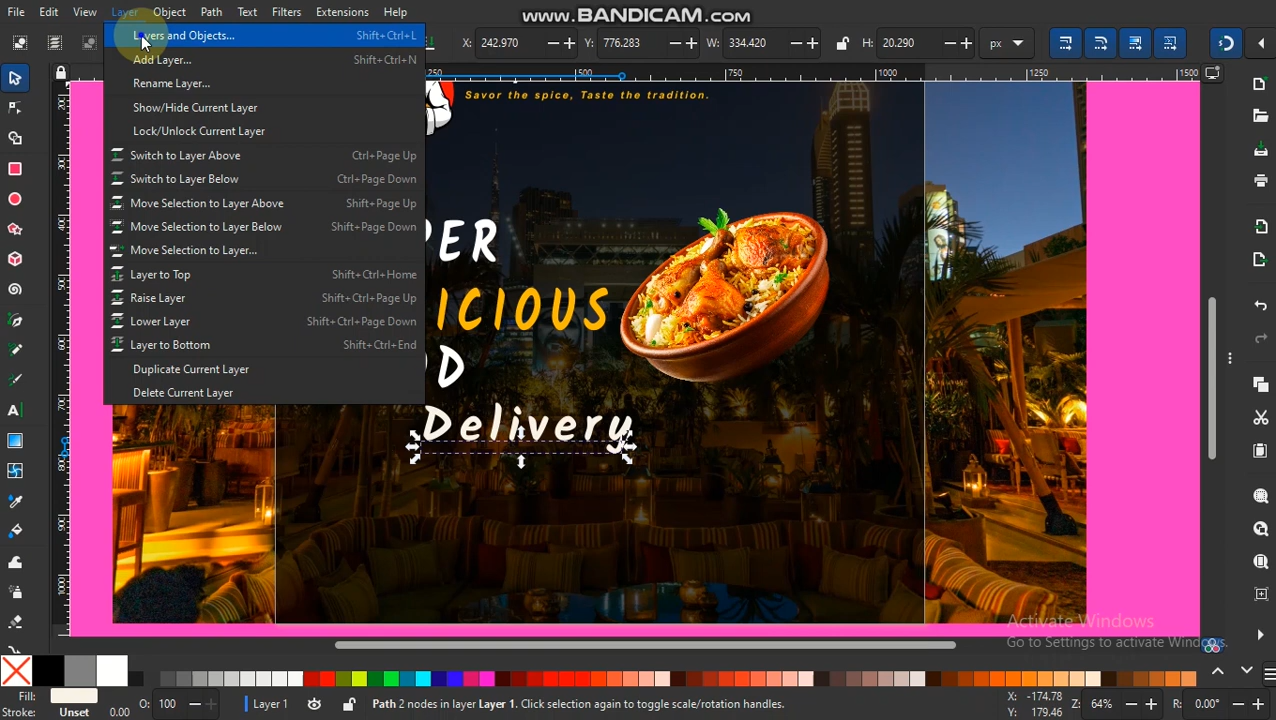 File Edit View Layer Object Path Text Filters Extensions Help
www.BANDICAM.com
X: 242.970 Y: 776.283 W: 334.420 H: 20.290 px
Layers and Objects... Shift+Ctrl+L
Add Layer... Shift+Ctrl+N
Rename Layer...
Show/Hide Current Layer
Lock/Unlock Current Layer
Switch to Layer Above Ctrl+Page Up
Switch to Layer Below Ctrl+Page Down
Move Selection to Layer Above Shift+Page Up
Move Selection to Layer Below Shift+Page Down
Move Selection to Layer...
Layer to Top Shift+Ctrl+Home
Raise Layer Shift+Ctrl+Page Up
Lower Layer Shift+Ctrl+Page Down
Layer to Bottom Shift+Ctrl+End
Duplicate Current Layer
Delete Current Layer
250 500 750 1000 1250 1500
Savor the spice, Taste the tradition.
PER
ICIOUS
D
Delivery
Activate Windows
Go to Settings to activate Windows.
Fill:
Stroke: Unset 0.00
O: 100
Layer 1
Path 2 nodes in layer Layer 1. Click selection again to toggle scale/rotation handles.
X: -174.78
Y: 179.46
Z: 64%
R: 0.00°